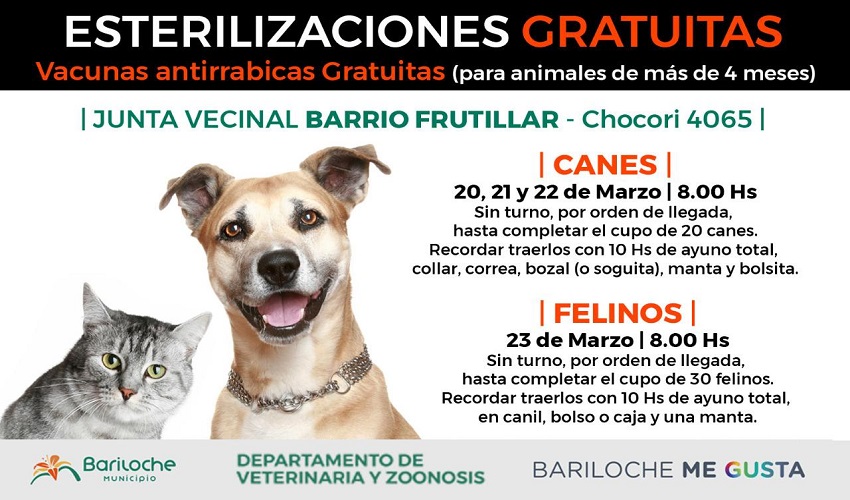 ESTERILIZACIONES GRATUITAS
Vacunas antirrabicas Gratuitas (para animales de más de 4 meses)
| JUNTA VECINAL BARRIO FRUTILLAR - Chocori 4065 |
| CANES |
20, 21 y 22 de Marzo | 8.00 Hs
Sin turno, por orden de llegada,
hasta completar el cupo de 20 canes.
Recordar traerlos con 10 Hs de ayuno total,
collar, correa, bozal (o soguita), manta y bolsita.
| FELINOS |
23 de Marzo | 8.00 Hs
Sin turno, por orden de llegada,
hasta completar el cupo de 30 felinos.
Recordar traerlos con 10 Hs de ayuno total,
en canil, bolso o caja y una manta.
Bariloche
MUNICIPIO
DEPARTAMENTO DE
VETERINARIA Y ZOONOSIS
BARILOCHE ME GUSTA